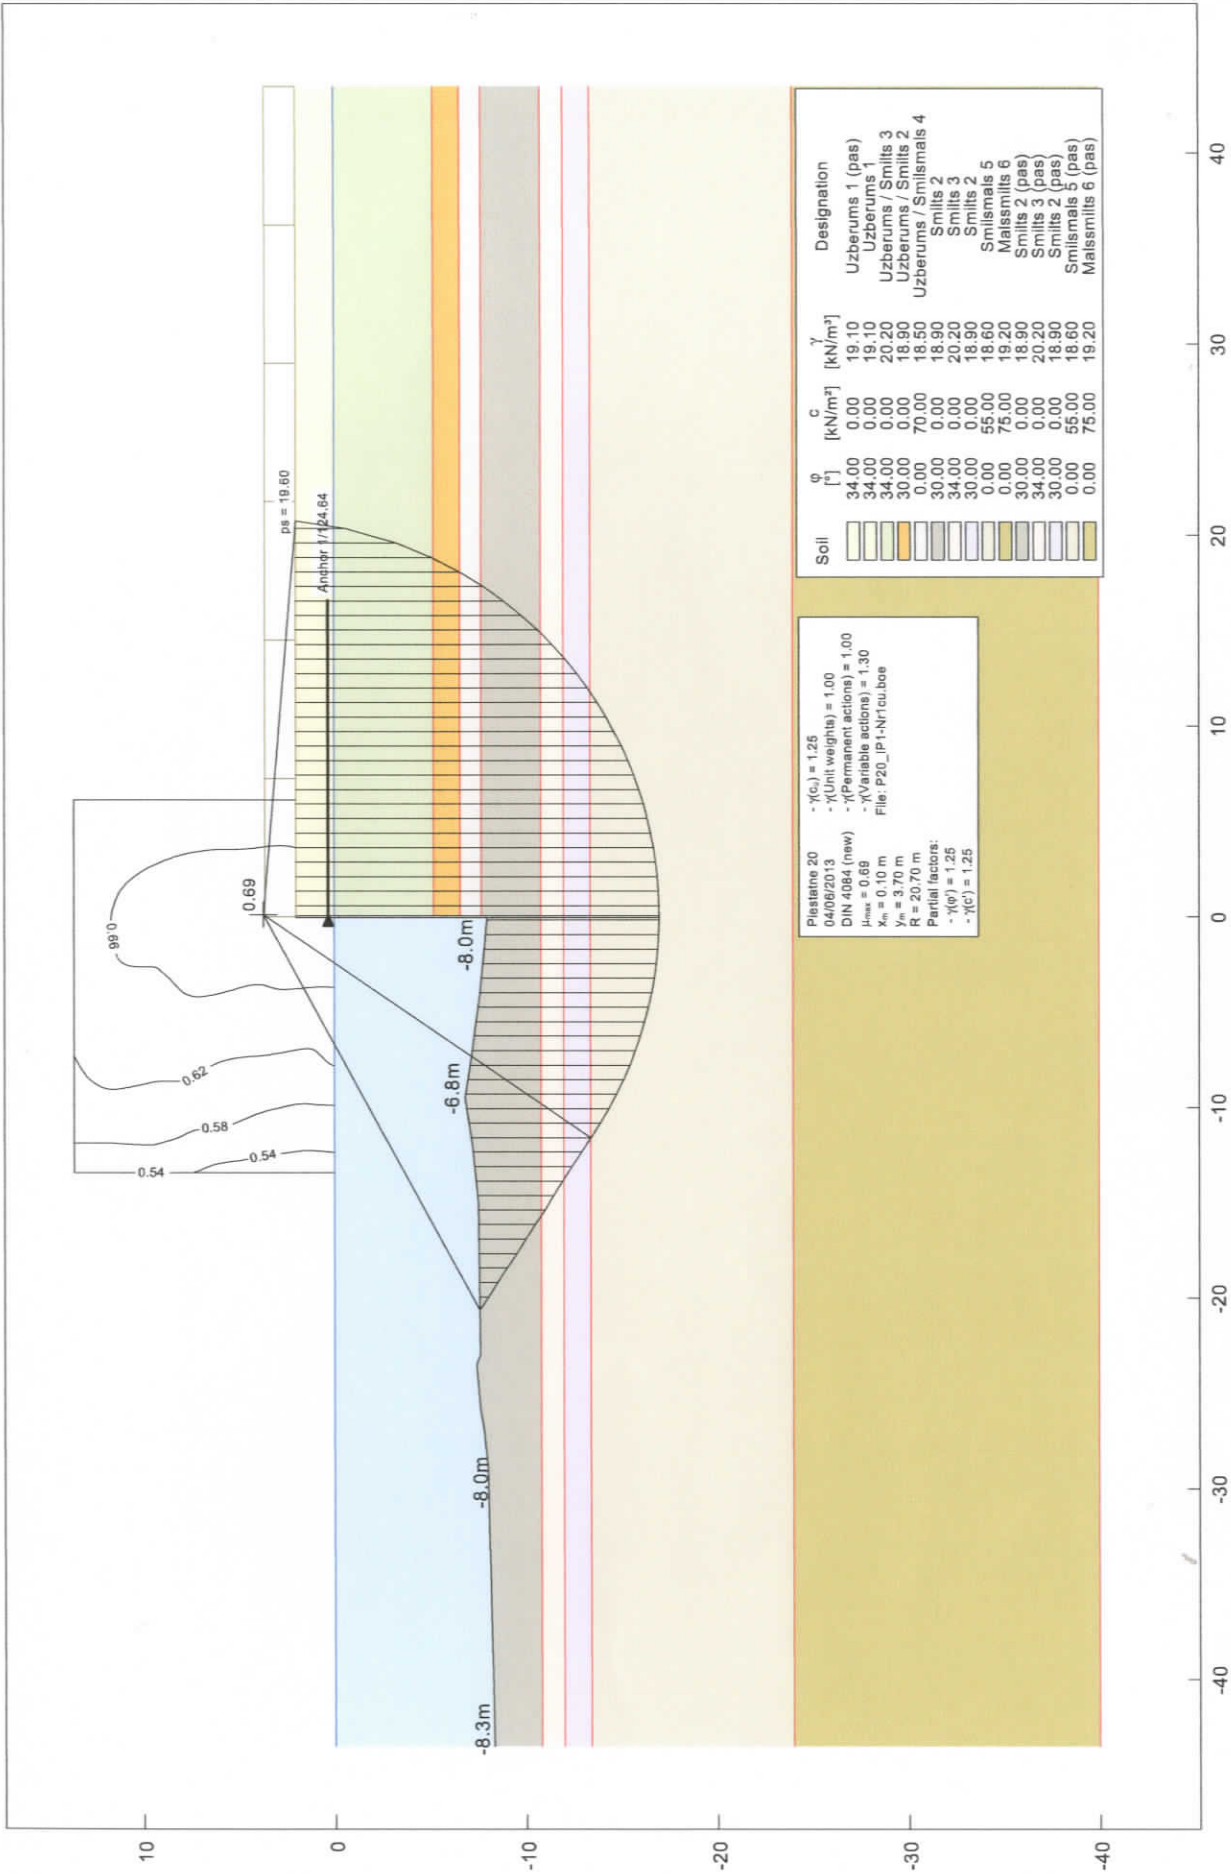 0.66
0.62
0.58
0.54
0.54
0.69
ps = 19.60
Anchor 1/124.64
-8.3m
-8.0m
-6.8m
-8.0m
Piestatne 20
04/06/2013
DIN 4084 (new)
μmax = 0.69
xm = 0.10 m
ym = 3.70 m
R = 20.70 m
Partial factors:
- γ(φ') = 1.25
- γ(c') = 1.25
- γ(cu) = 1.25
- γ(Unit weights) = 1.00
- γ(Permanent actions) = 1.00
- γ(Variable actions) = 1.30
File: P20_IP1-Nr1cu.boe
Soil φ [°] c [kN/m²] γ [kN/m³] Designation
34.00 0.00 19.10 Uzberums 1 (pas)
34.00 0.00 19.10 Uzberums 1
34.00 0.00 20.20 Uzberums / Smilts 3
30.00 0.00 18.90 Uzberums / Smilts 2
0.00 70.00 18.50 Uzberums / Smilsmals 4
30.00 0.00 18.90 Smilts 2
34.00 0.00 20.20 Smilts 3
30.00 0.00 18.90 Smilts 2
0.00 55.00 18.60 Smilsmals 5
0.00 75.00 19.20 Malssmilts 6
30.00 0.00 18.90 Smilts 2 (pas)
34.00 0.00 20.20 Smilts 3 (pas)
30.00 0.00 18.90 Smilts 2 (pas)
0.00 55.00 18.60 Smilsmals 5 (pas)
0.00 75.00 19.20 Malssmilts 6 (pas)
10
0
-10
-20
-30
-40
-40
-30
-20
-10
0
10
20
30
40